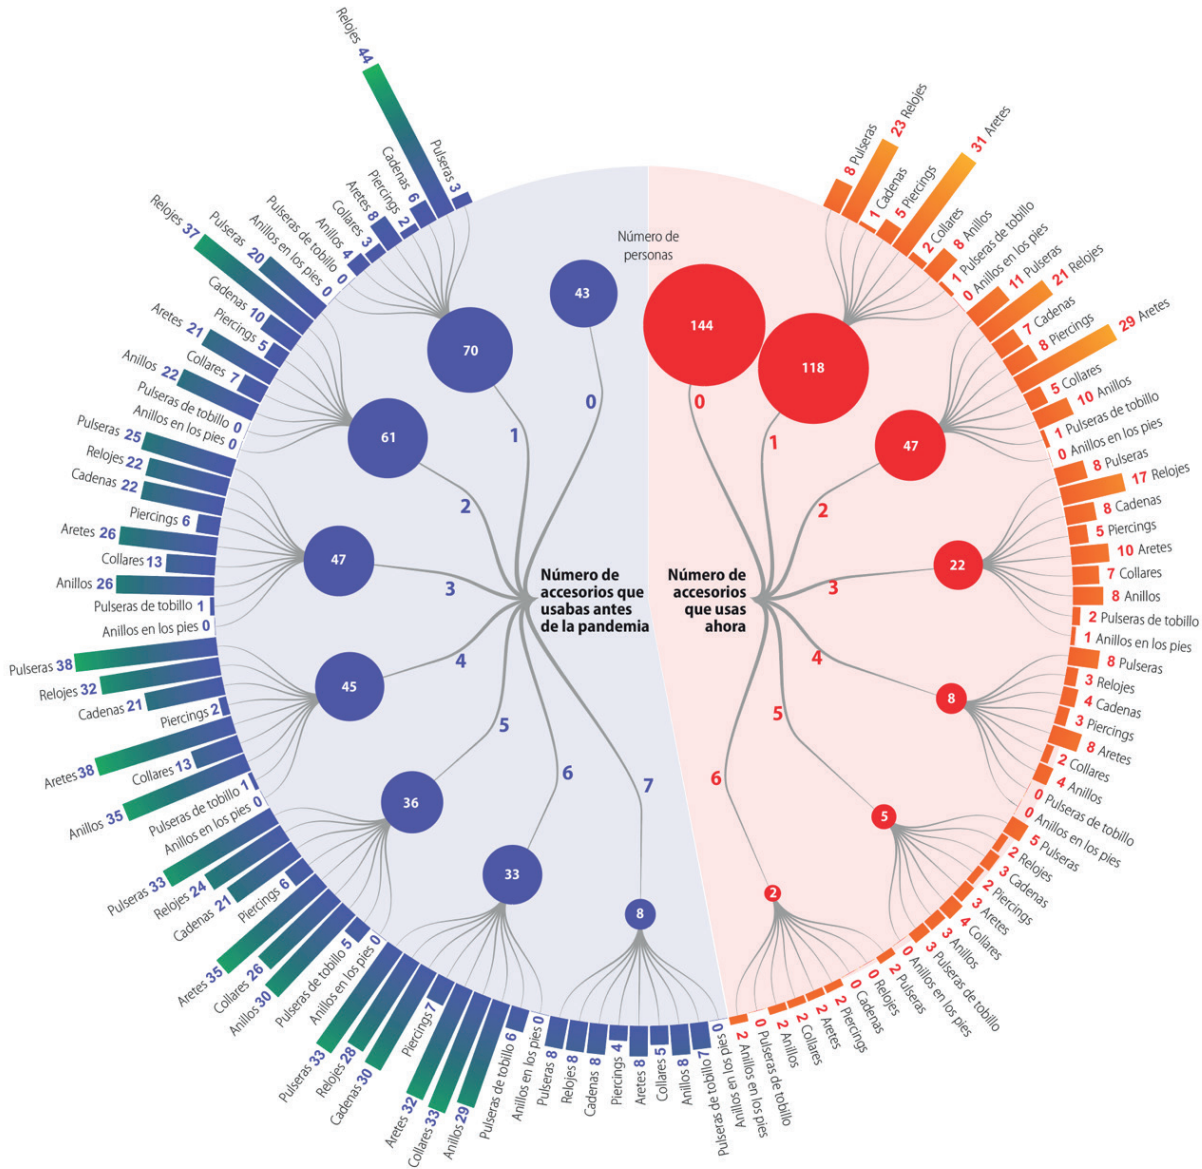 Número de
personas
Número de
accesorios que
usabas antes
de la pandemia
0
43
1
70
Pulseras 3
Relojes 44
Cadenas 6
Piercings 2
Aretes 8
Collares 3
Anillos 4
Pulseras de tobillo 0
Anillos en los pies 0
2
61
Pulseras 20
Relojes 37
Cadenas 10
Piercings 5
Aretes 21
Collares 7
Anillos 22
Pulseras de tobillo 0
Anillos en los pies 0
3
47
Pulseras 25
Relojes 22
Cadenas 22
Piercings 6
Aretes 26
Collares 13
Anillos 26
Pulseras de tobillo 1
Anillos en los pies 0
4
45
Pulseras 38
Relojes 32
Cadenas 21
Piercings 2
Aretes 38
Collares 13
Anillos 35
Pulseras de tobillo 1
Anillos en los pies 0
5
36
Pulseras 33
Relojes 24
Cadenas 21
Piercings 6
Aretes 35
Collares 26
Anillos 30
Pulseras de tobillo 5
Anillos en los pies 0
6
33
Pulseras 33
Relojes 28
Cadenas 30
Piercings 7
Aretes 32
Collares 33
Anillos 29
Pulseras de tobillo 6
Anillos en los pies 0
7
8
Pulseras 8
Relojes 8
Cadenas 8
Piercings 4
Aretes 8
Collares 5
Anillos 8
Pulseras de tobillo 7
Anillos en los pies 0
Número de
accesorios
que usas
ahora
0
144
1
118
8 Pulseras
23 Relojes
1 Cadenas
5 Piercings
31 Aretes
2 Collares
8 Anillos
1 Pulseras de tobillo
0 Anillos en los pies
2
47
11 Pulseras
21 Relojes
7 Cadenas
8 Piercings
29 Aretes
5 Collares
10 Anillos
1 Pulseras de tobillo
0 Anillos en los pies
3
22
8 Pulseras
17 Relojes
8 Cadenas
5 Piercings
10 Aretes
7 Collares
8 Anillos
2 Pulseras de tobillo
1 Anillos en los pies
4
8
8 Pulseras
3 Relojes
4 Cadenas
3 Piercings
8 Aretes
2 Collares
4 Anillos
0 Pulseras de tobillo
0 Anillos en los pies
5
5
5 Pulseras
2 Relojes
3 Cadenas
2 Piercings
3 Aretes
4 Collares
3 Anillos
3 Pulseras de tobillo
0 Anillos en los pies
6
2
2 Pulseras
0 Relojes
0 Cadenas
2 Piercings
2 Aretes
2 Collares
2 Anillos
0 Pulseras de tobillo
2 Anillos en los pies